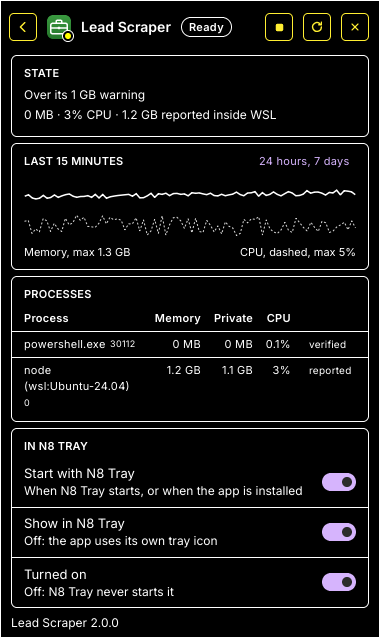 Lead Scraper Ready
STATE
Over its 1 GB warning
0 MB · 3% CPU · 1.2 GB reported inside WSL
LAST 15 MINUTES 24 hours, 7 days
Memory, max 1.3 GB CPU, dashed, max 5%
PROCESSES
Process Memory Private CPU
powershell.exe 30112 0 MB 0 MB 0.1% verified
node 1.2 GB 1.1 GB 3% reported
(wsl:Ubuntu-24.04)
0
IN N8 TRAY
Start with N8 Tray
When N8 Tray starts, or when the app is installed
Show in N8 Tray
Off: the app uses its own tray icon
Turned on
Off: N8 Tray never starts it
Lead Scraper 2.0.0